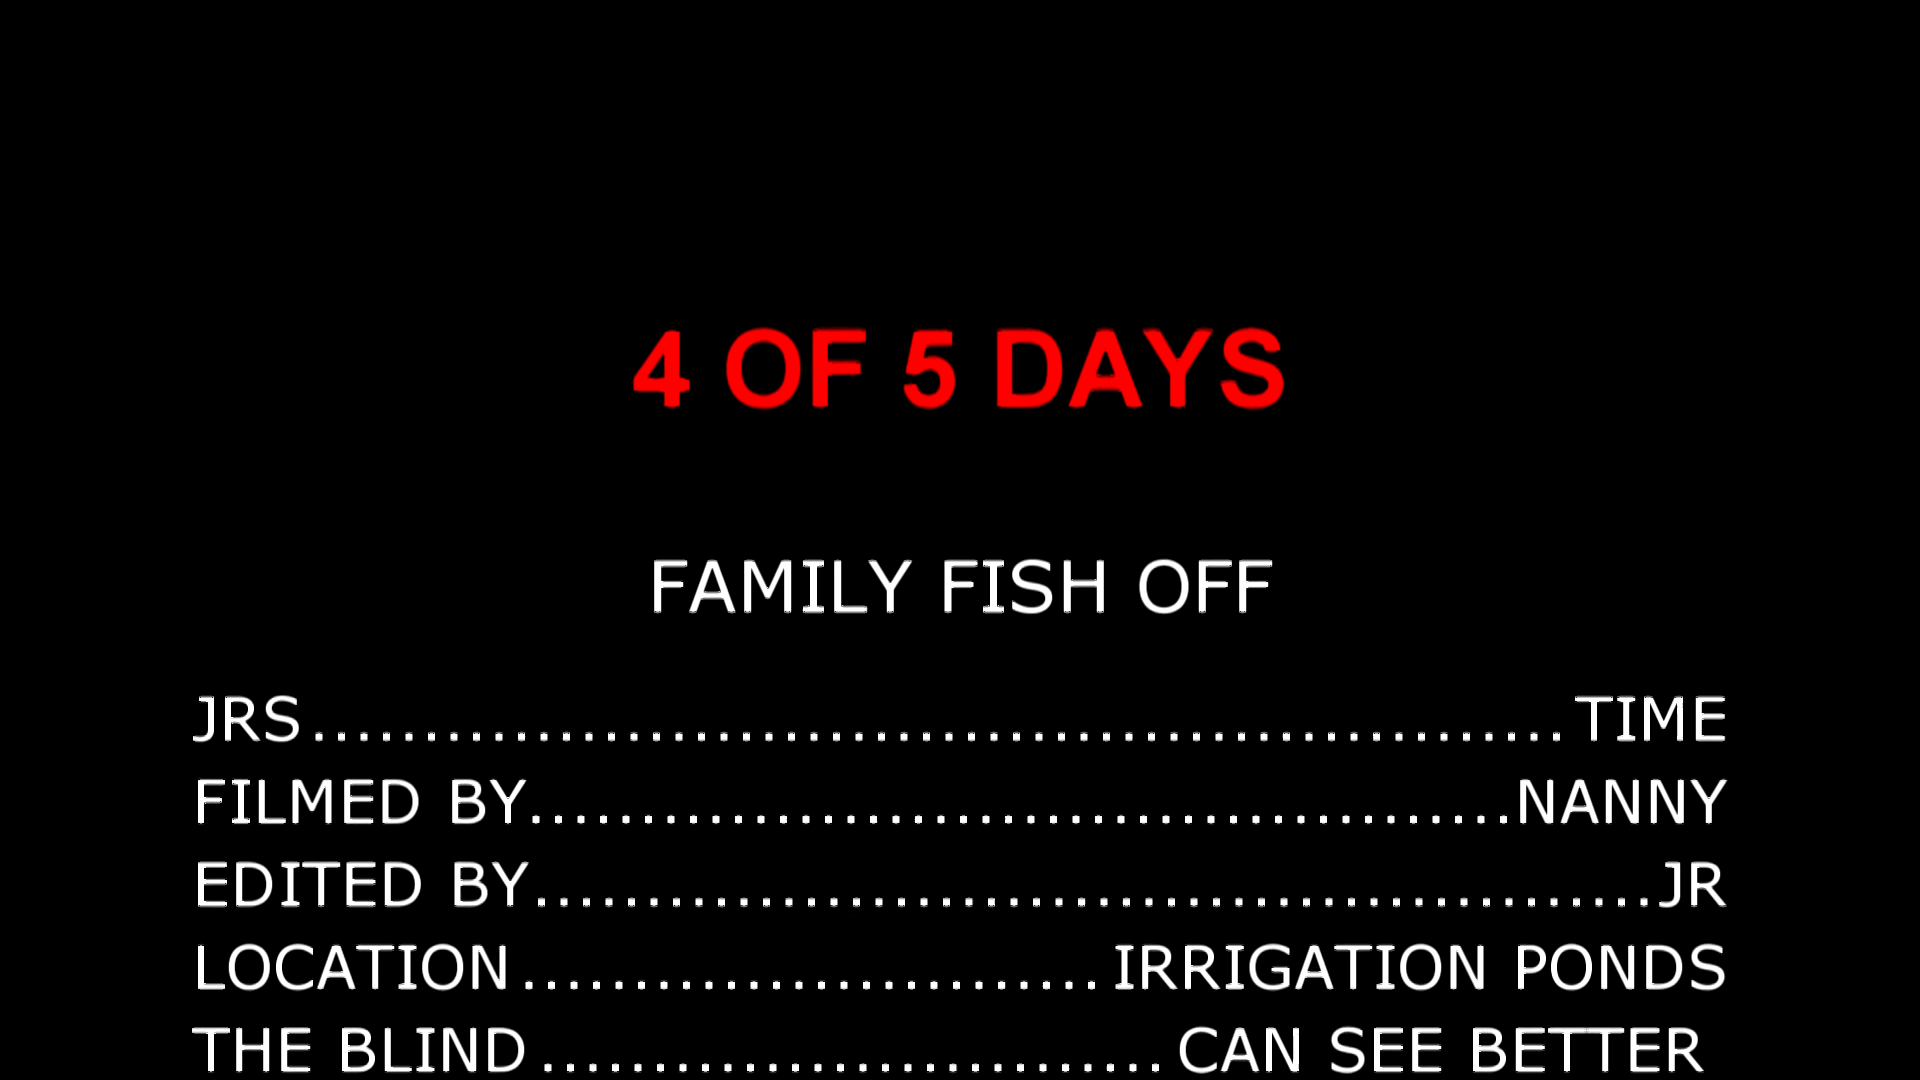 4 OF 5 DAYS
FAMILY FISH OFF
JRS........................................................TIME
FILMED BY............................................NANNY
EDITED BY..................................................JR
LOCATION..........................IRRIGATION PONDS
THE BLIND............................CAN SEE BETTER